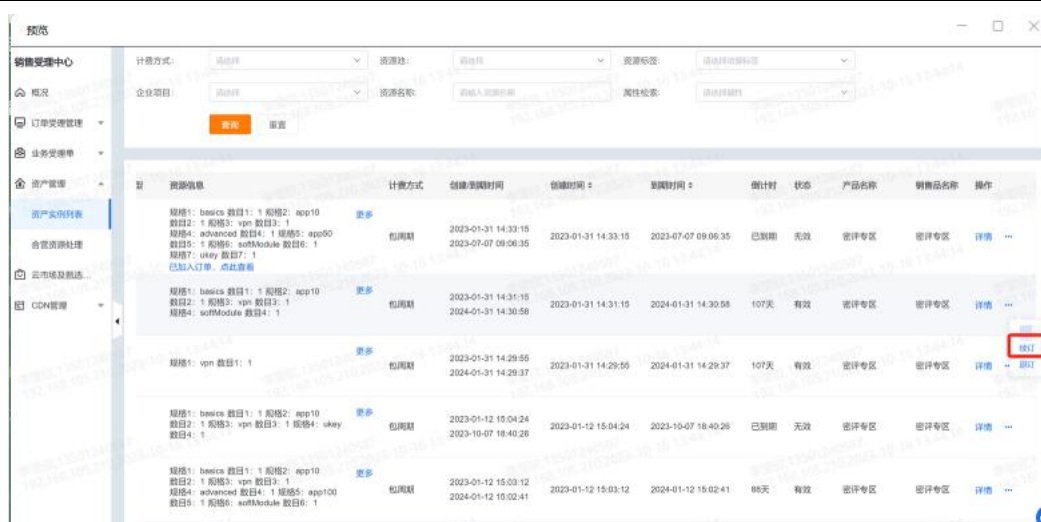 预览
销售受理中心
概况
订单受理管理
业务受理单
资产管理
资产实例列表
合营资源处理
云市场及甄选...
CDN管理
计费方式: 请选择 资源池: 请选择 资源标签: 请选择资源标签
企业项目: 请选择 资源名称: 请输入资源名称 属性检索: 请选择属性
查询 重置
型 资源信息 计费方式 创建/到期时间 创建时间 到期时间 倒计时 状态 产品名称 销售品名称 操作
规格1: basics 数目1: 1 规格2: app10 更多
数目2: 1 规格3: vpn 数目3: 1
规格4: advanced 数目4: 1 规格5: app50
数目5: 1 规格6: softModule 数目6: 1
规格7: ukey 数目7: 1
已加入订单，点此查看
包周期 2023-01-31 14:33:15 2023-07-07 09:06:35 2023-01-31 14:33:15 2023-07-07 09:06:35 已到期 无效 密评专区 密评专区 详情 ...
规格1: basics 数目1: 1 规格2: app10 更多
数目2: 1 规格3: vpn 数目3: 1
规格4: softModule 数目4: 1
包周期 2023-01-31 14:31:15 2024-01-31 14:30:58 2023-01-31 14:31:15 2024-01-31 14:30:58 107天 有效 密评专区 密评专区 详情 ...
续订
退订
规格1: vpn 数目1: 1 更多
包周期 2023-01-31 14:29:55 2024-01-31 14:29:37 2023-01-31 14:29:55 2024-01-31 14:29:37 107天 有效 密评专区 密评专区 详情
规格1: basics 数目1: 1 规格2: app10 更多
数目2: 1 规格3: vpn 数目3: 1 规格4: ukey
数目4: 1
包周期 2023-01-12 15:04:24 2023-10-07 18:40:26 2023-01-12 15:04:24 2023-10-07 18:40:26 已到期 无效 密评专区 密评专区 详情 ...
规格1: basics 数目1: 1 规格2: app10 更多
数目2: 1 规格3: vpn 数目3: 1
规格4: advanced 数目4: 1 规格5: app100
数目5: 1 规格6: softModule 数目6: 1
包周期 2023-01-12 15:03:12 2024-01-12 15:02:41 2023-01-12 15:03:12 2024-01-12 15:02:41 88天 有效 密评专区 密评专区 详情 ...